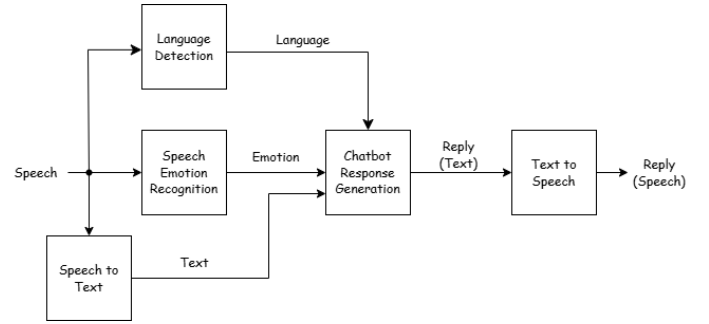 Language
Detection
Language
Speech
Speech
Emotion
Recognition
Emotion
Chatbot
Response
Generation
Reply
(Text)
Text to
Speech
Reply
(Speech)
Speech to
Text
Text